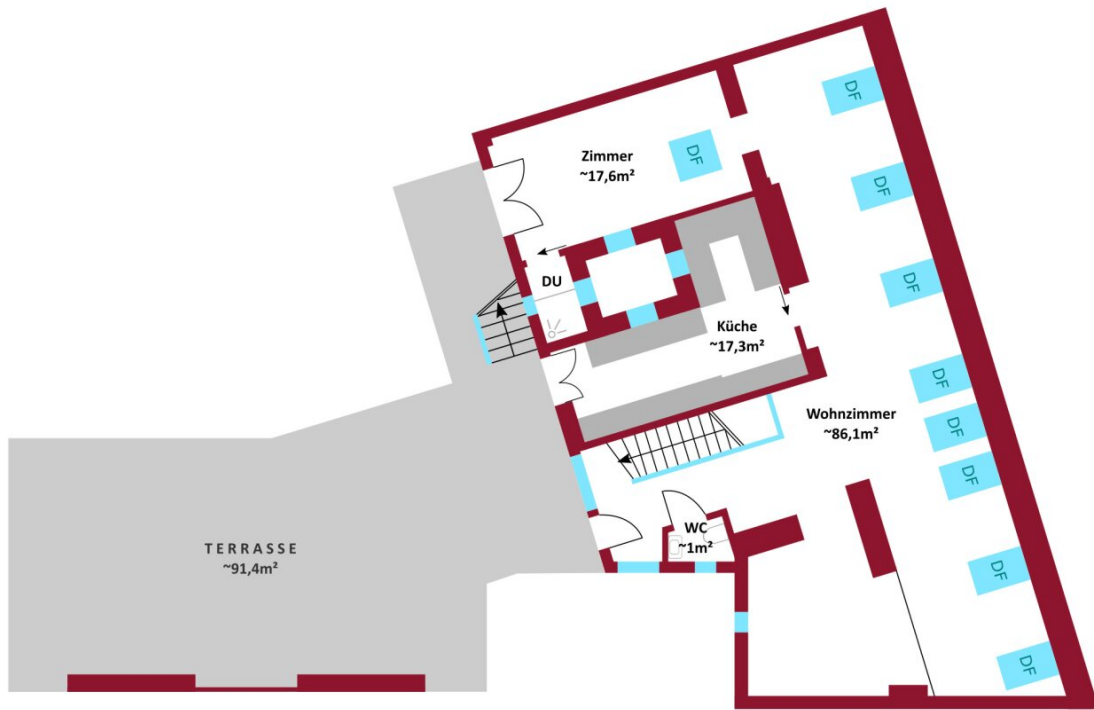 DF
DF
Zimmer
~17,6m²
DF
DF
DU
Küche
~17,3m²
DF
Wohnzimmer
~86,1m²
DF
DF
WC
~1m²
TERRASSE
~91,4m²
DF
DF